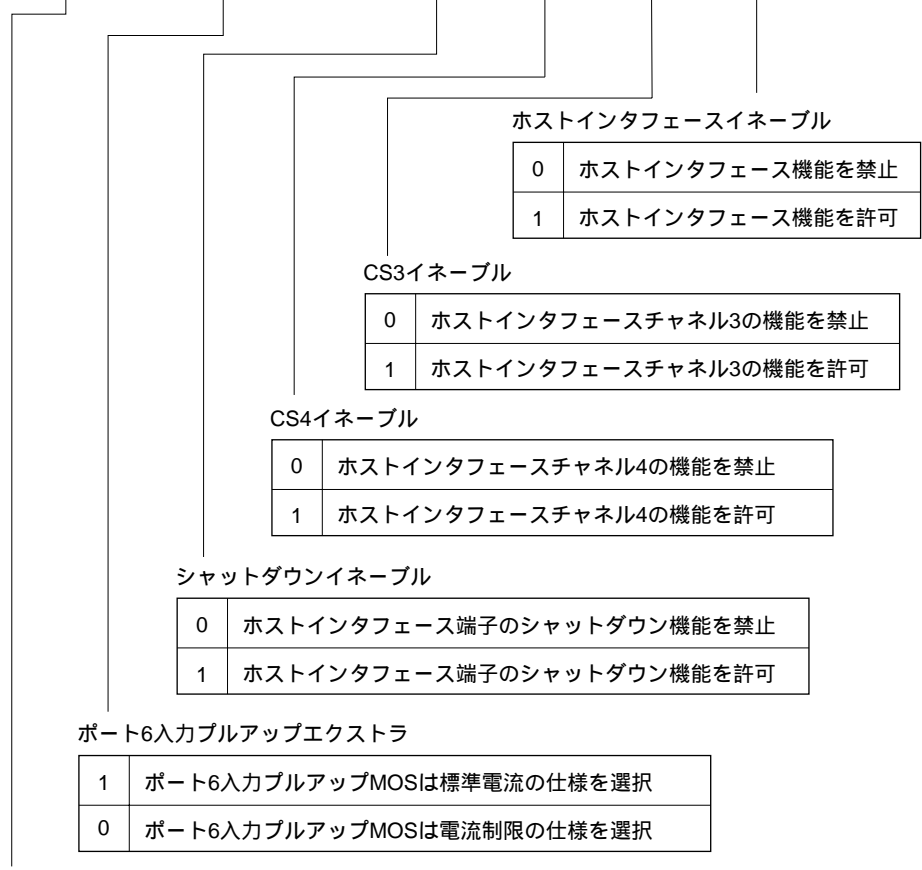 ホストインタフェースイネーブル
0 ホストインタフェース機能を禁止
1 ホストインタフェース機能を許可
CS3イネーブル
0 ホストインタフェースチャネル3の機能を禁止
1 ホストインタフェースチャネル3の機能を許可
CS4イネーブル
0 ホストインタフェースチャネル4の機能を禁止
1 ホストインタフェースチャネル4の機能を許可
シャットダウンイネーブル
0 ホストインタフェース端子のシャットダウン機能を禁止
1 ホストインタフェース端子のシャットダウン機能を許可
ポート6入力プルアップエクストラ
1 ポート6入力プルアップMOSは標準電流の仕様を選択
0 ポート6入力プルアップMOSは電流制限の仕様を選択